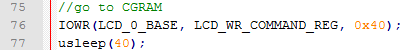 75 //go to CGRAM
76 IOWR(LCD_0_BASE, LCD_WR_COMMAND_REG, 0x40);
77 usleep(40);